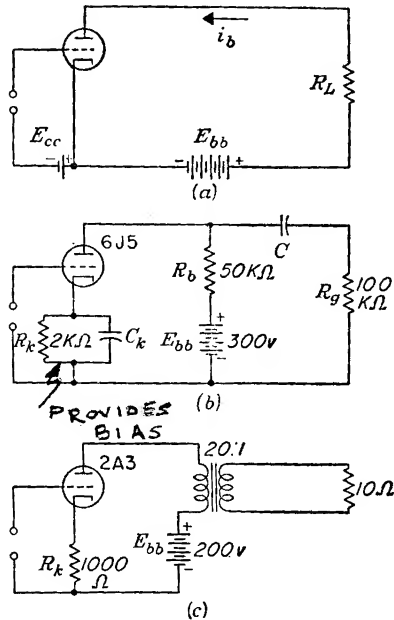 i_b
R_L
E_cc
E_bb
- +
- +
(a)
6J5
C
R_b 50KΩ
R_g 100 KΩ
R_k 2KΩ C_k
E_bb 300v
+
-
(b)
PROVIDES
BIAS
2A3
20:1
10Ω
E_bb 200v
+
-
R_k 1000
Ω
(c)